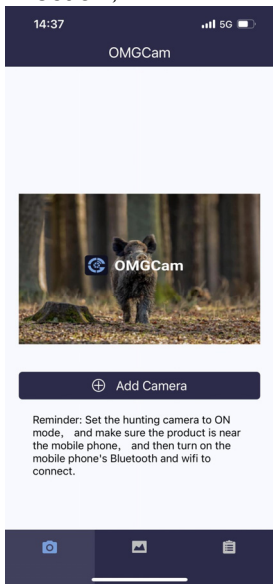 14:37
5G
OMGCam
OMGCam
Add Camera
Reminder: Set the hunting camera to ON
mode, and make sure the product is near
the mobile phone, and then turn on the
mobile phone's Bluetooth and wifi to
connect.